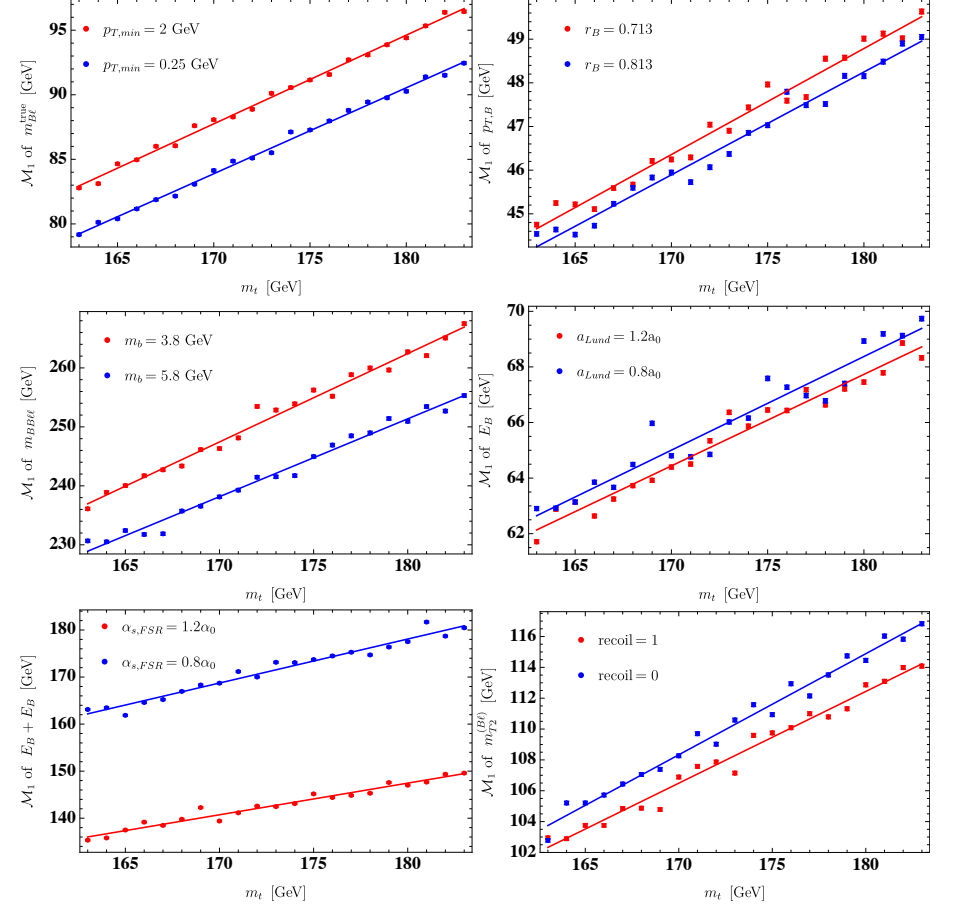 95
90
85
80
165 170 175 180
m_t [GeV]
M₁ of m_{Bℓ}^{true} [GeV]
p_{T,min} = 2 GeV
p_{T,min} = 0.25 GeV
49
48
47
46
45
165 170 175 180
m_t [GeV]
M₁ of p_{T,B} [GeV]
r_B = 0.713
r_B = 0.813
260
250
240
230
165 170 175 180
m_t [GeV]
M₁ of m_{BBℓℓ} [GeV]
m_b = 3.8 GeV
m_b = 5.8 GeV
70
68
66
64
62
165 170 175 180
m_t [GeV]
M₁ of E_B [GeV]
a_{Lund} = 1.2a₀
a_{Lund} = 0.8a₀
180
170
160
150
140
165 170 175 180
m_t [GeV]
M₁ of E_B + E_B [GeV]
α_{s,FSR} = 1.2α₀
α_{s,FSR} = 0.8α₀
116
114
112
110
108
106
104
102
165 170 175 180
m_t [GeV]
M₁ of m_{T2}^{(Bℓ)} [GeV]
recoil = 1
recoil = 0